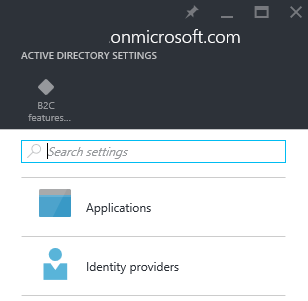 .onmicrosoft.com
ACTIVE DIRECTORY SETTINGS
B2C
features...
Search settings
Applications
Identity providers